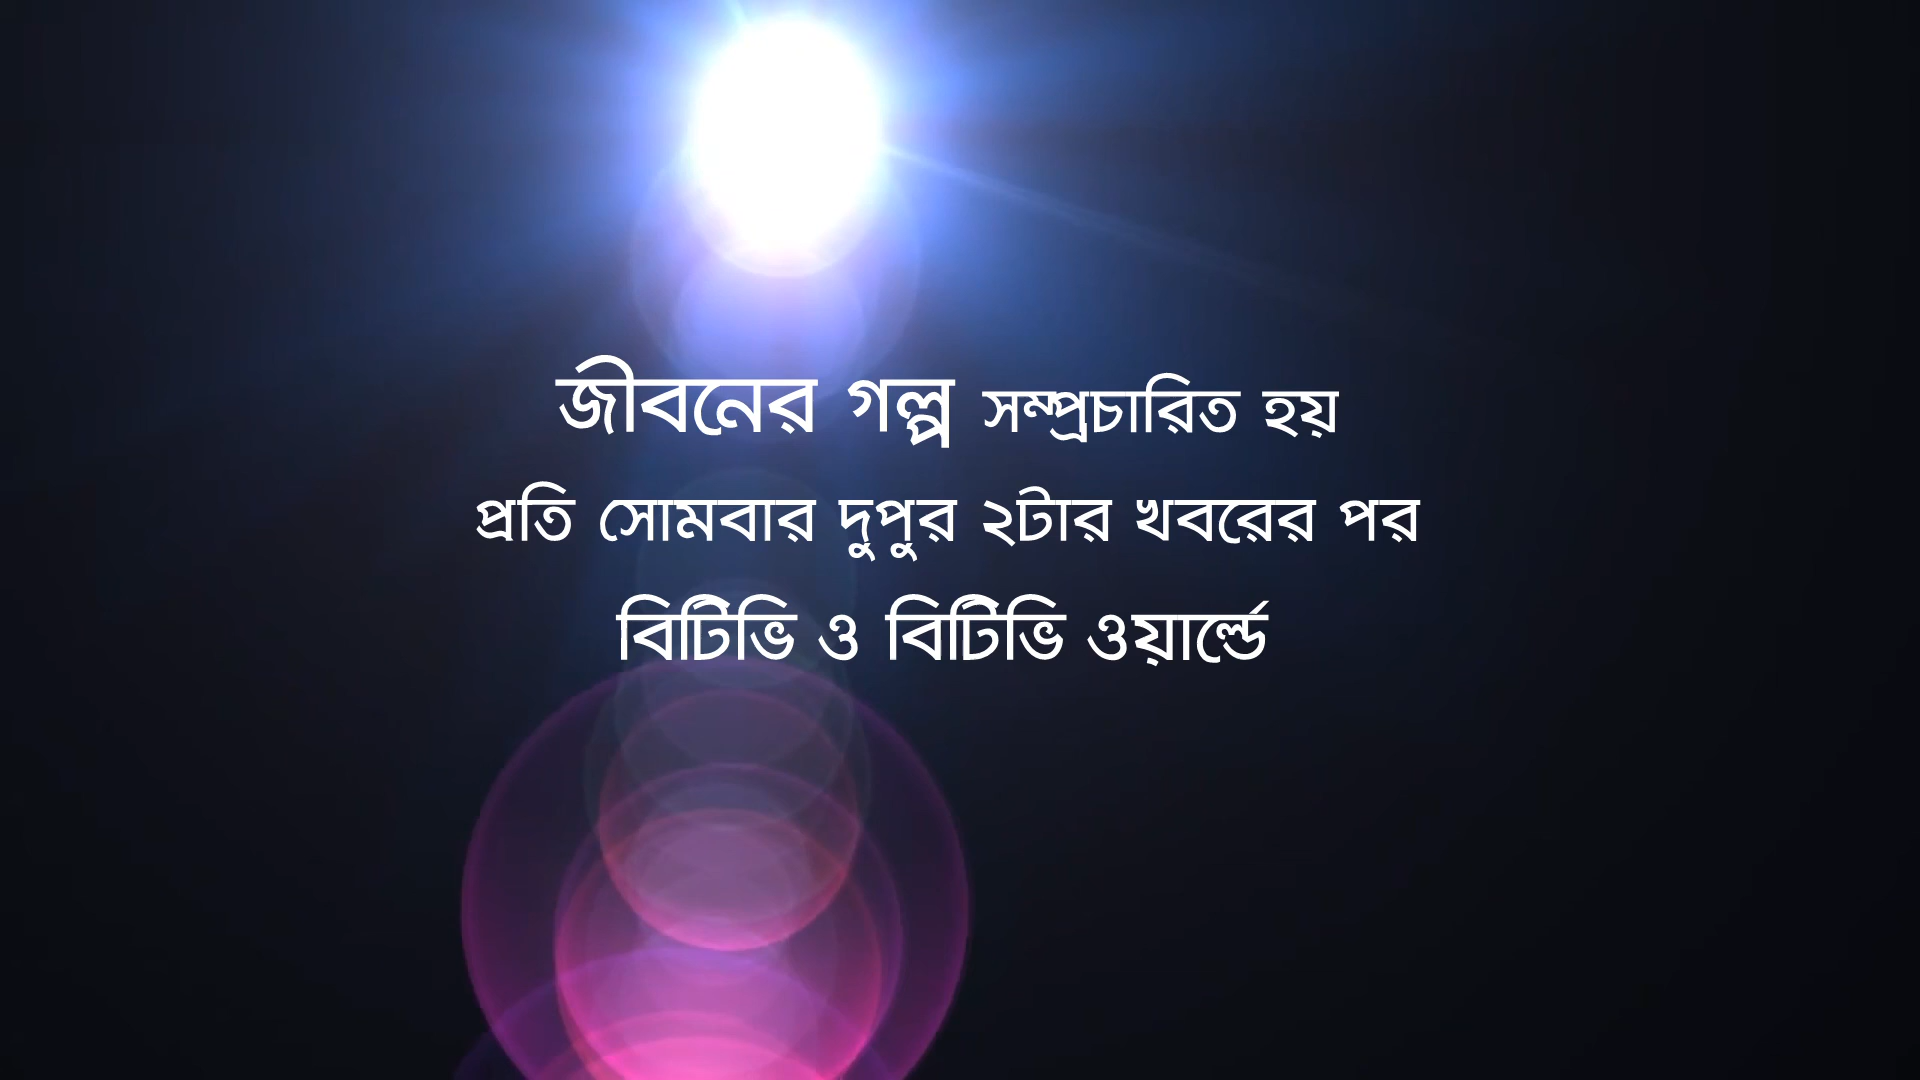 জীবনের গল্প সম্প্রচারিত হয়
প্রতি সোমবার দুপুর ২টার খবরের পর
বিটিভি ও বিটিভি ওয়ার্ল্ডে